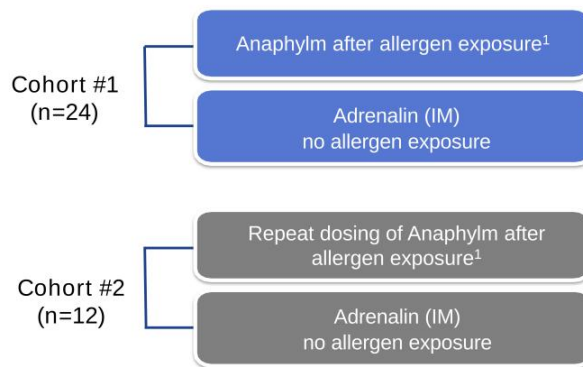 Anaphylm after allergen exposure¹
Cohort #1
(n=24)
Adrenalin (IM)
no allergen exposure
Repeat dosing of Anaphylm after
allergen exposure¹
Cohort #2
(n=12)
Adrenalin (IM)
no allergen exposure